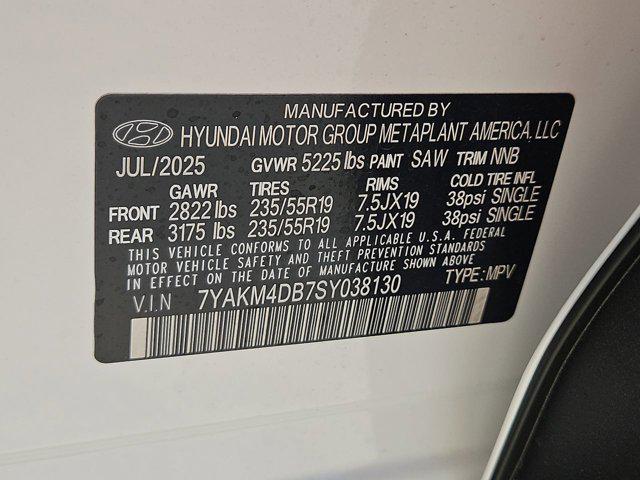 MANUFACTURED BY
HYUNDAI MOTOR GROUP METAPLANT AMERICA, LLC
JUL/2025 GVWR 5225 lbs PAINT SAW TRIM NNB
GAWR TIRES RIMS COLD TIRE INFL
FRONT 2822 lbs 235/55R19 7.5JX19 38psi SINGLE
REAR 3175 lbs 235/55R19 7.5JX19 38psi SINGLE
THIS VEHICLE CONFORMS TO ALL APPLICABLE U.S.A. FEDERAL
MOTOR VEHICLE SAFETY AND THEFT PREVENTION STANDARDS
IN EFFECT ON THE DATE OF MANUFACTURE SHOWN ABOVE.
V.I.N 7YAKM4DB7SY038130 TYPE: MPV